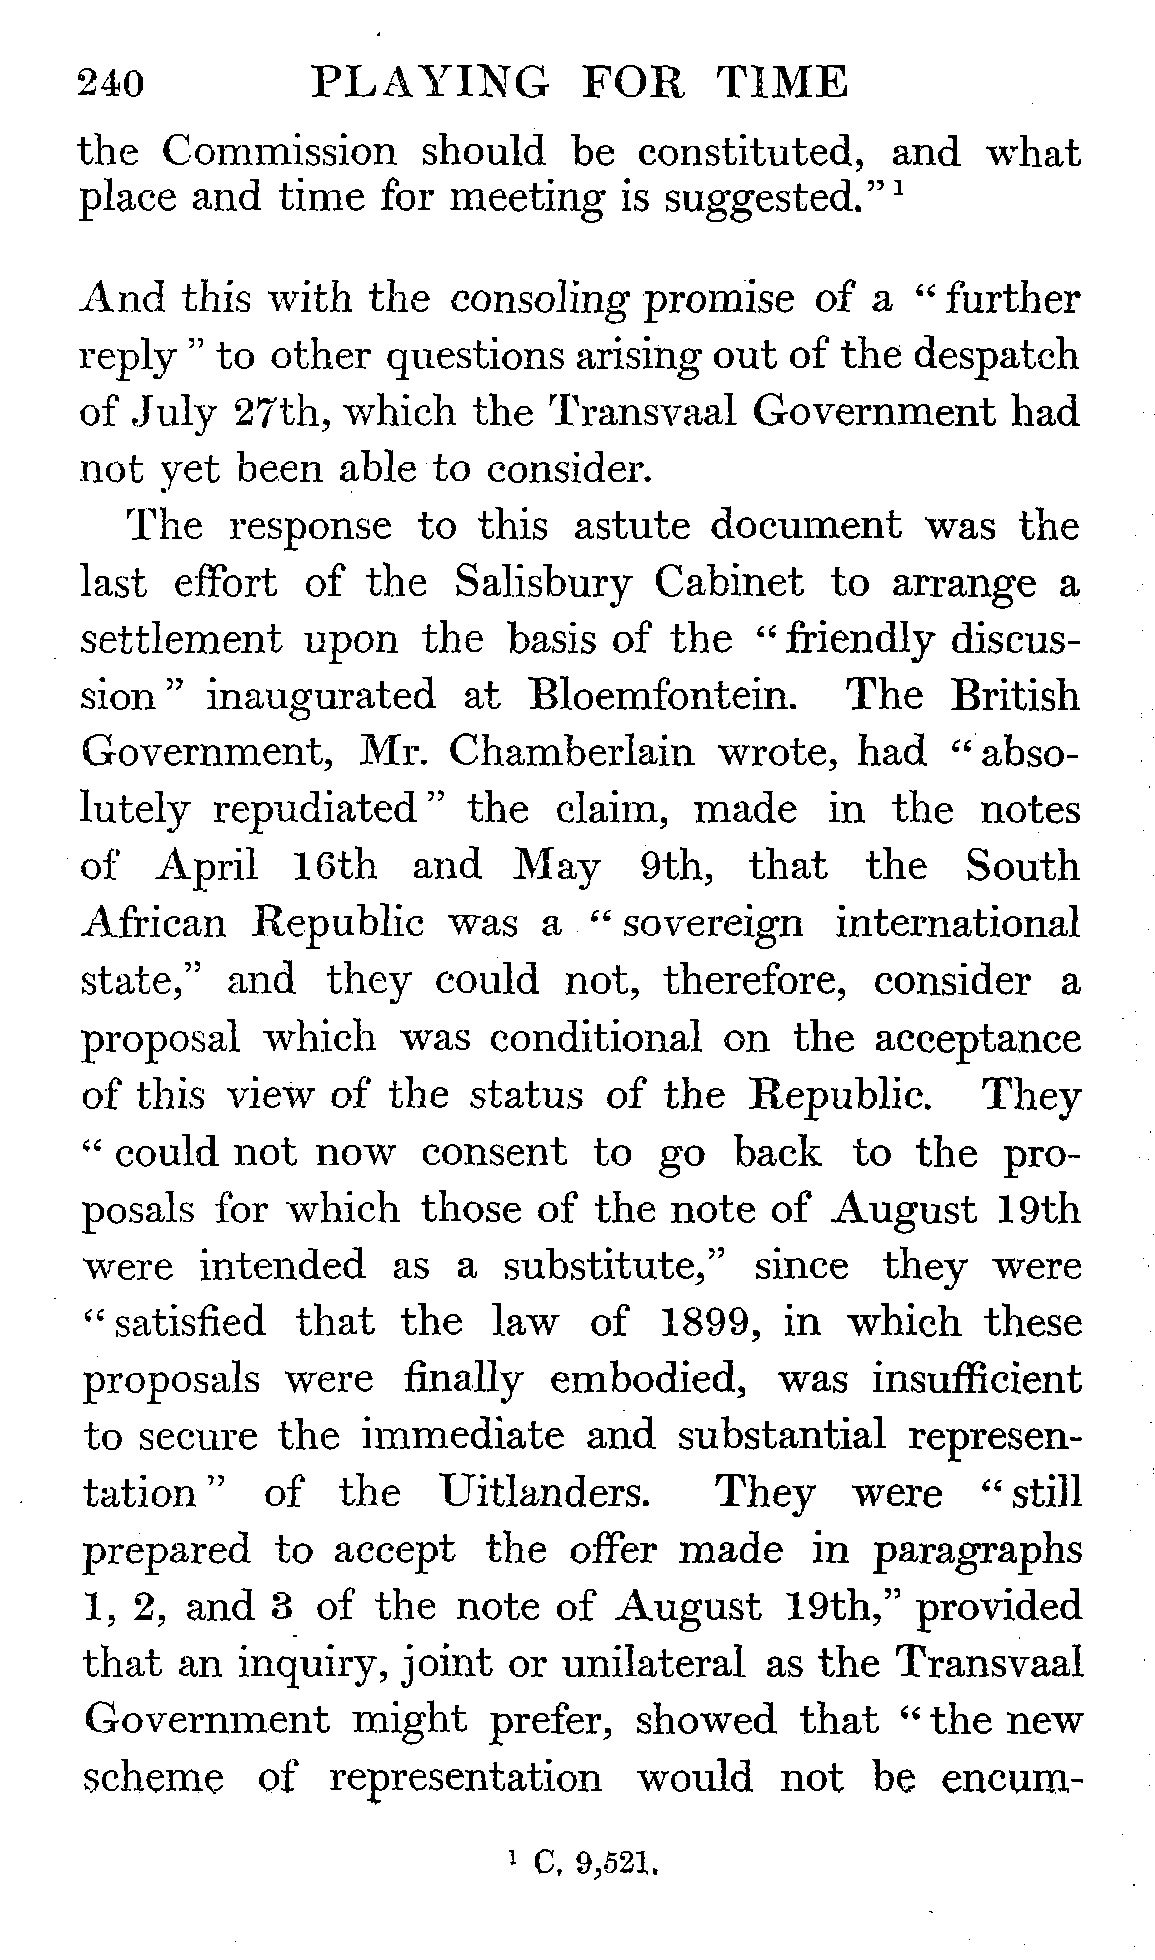 240 PLAYING FOR TIME
the Commission should be constituted, and what
place and time for meeting is suggested." ¹
And this with the consoling promise of a " further
reply " to other questions arising out of the despatch
of July 27th, which the Transvaal Government had
not yet been able to consider.
The response to this astute document was the
last effort of the Salisbury Cabinet to arrange a
settlement upon the basis of the " friendly discus-
sion " inaugurated at Bloemfontein. The British
Government, Mr. Chamberlain wrote, had " abso-
lutely repudiated " the claim, made in the notes
of April 16th and May 9th, that the South
African Republic was a " sovereign international
state," and they could not, therefore, consider a
proposal which was conditional on the acceptance
of this view of the status of the Republic. They
" could not now consent to go back to the pro-
posals for which those of the note of August 19th
were intended as a substitute," since they were
" satisfied that the law of 1899, in which these
proposals were finally embodied, was insufficient
to secure the immediate and substantial represen-
tation " of the Uitlanders. They were " still
prepared to accept the offer made in paragraphs
1, 2, and 3 of the note of August 19th," provided
that an inquiry, joint or unilateral as the Transvaal
Government might prefer, showed that " the new
scheme of representation would not be encum-
¹ C. 9,521.